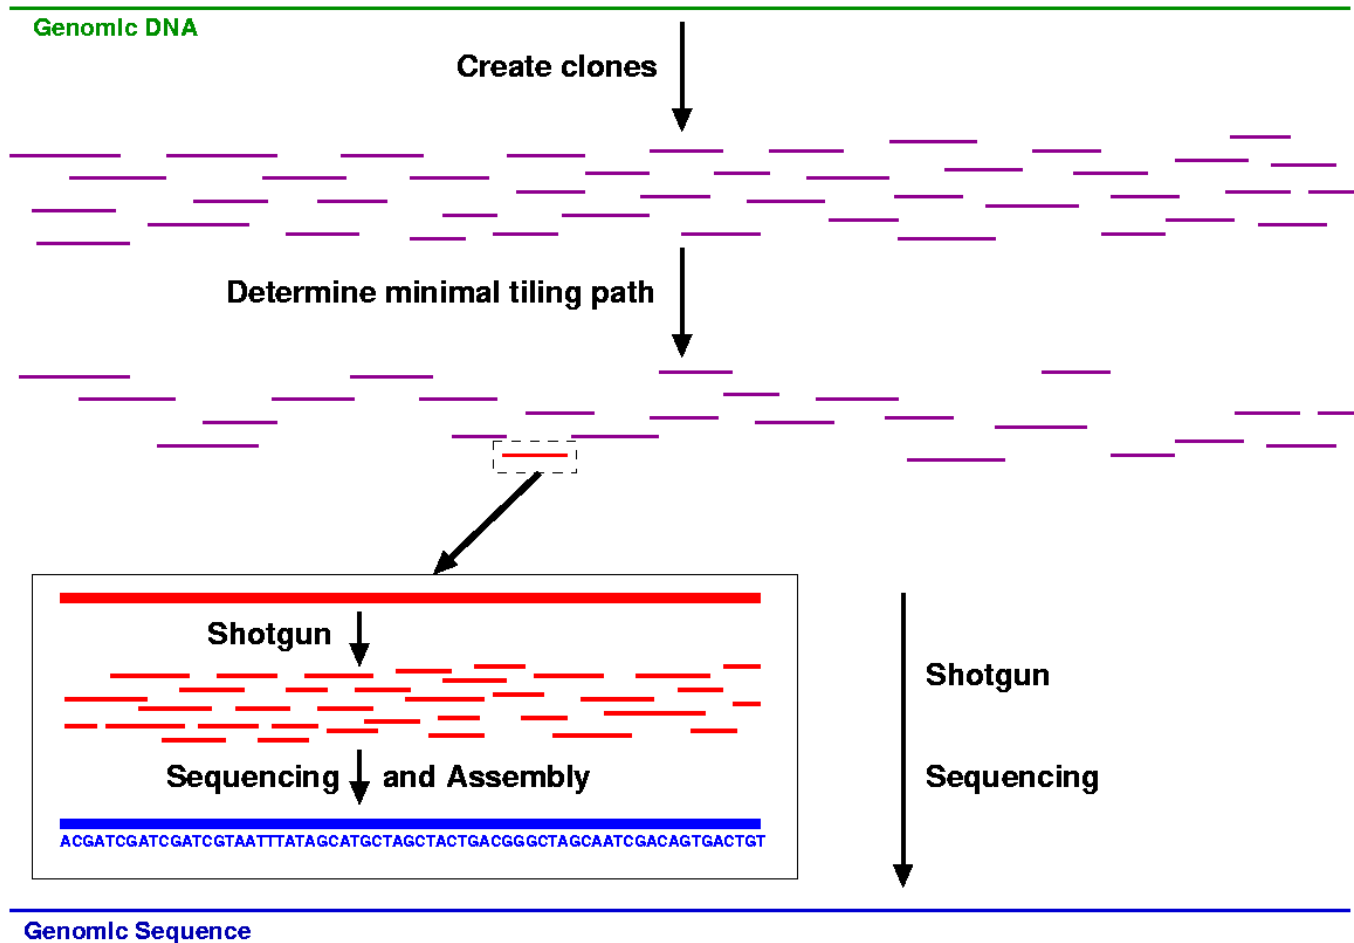 Genomic DNA
Create clones
Determine minimal tiling path
Shotgun
Shotgun
Sequencing and Assembly
Sequencing
ACGATCGATCGATCGTAATTTATAGCATGCTAGCTACTGACGGGCTAGCAATCGACAGTGACTGT
Genomic Sequence